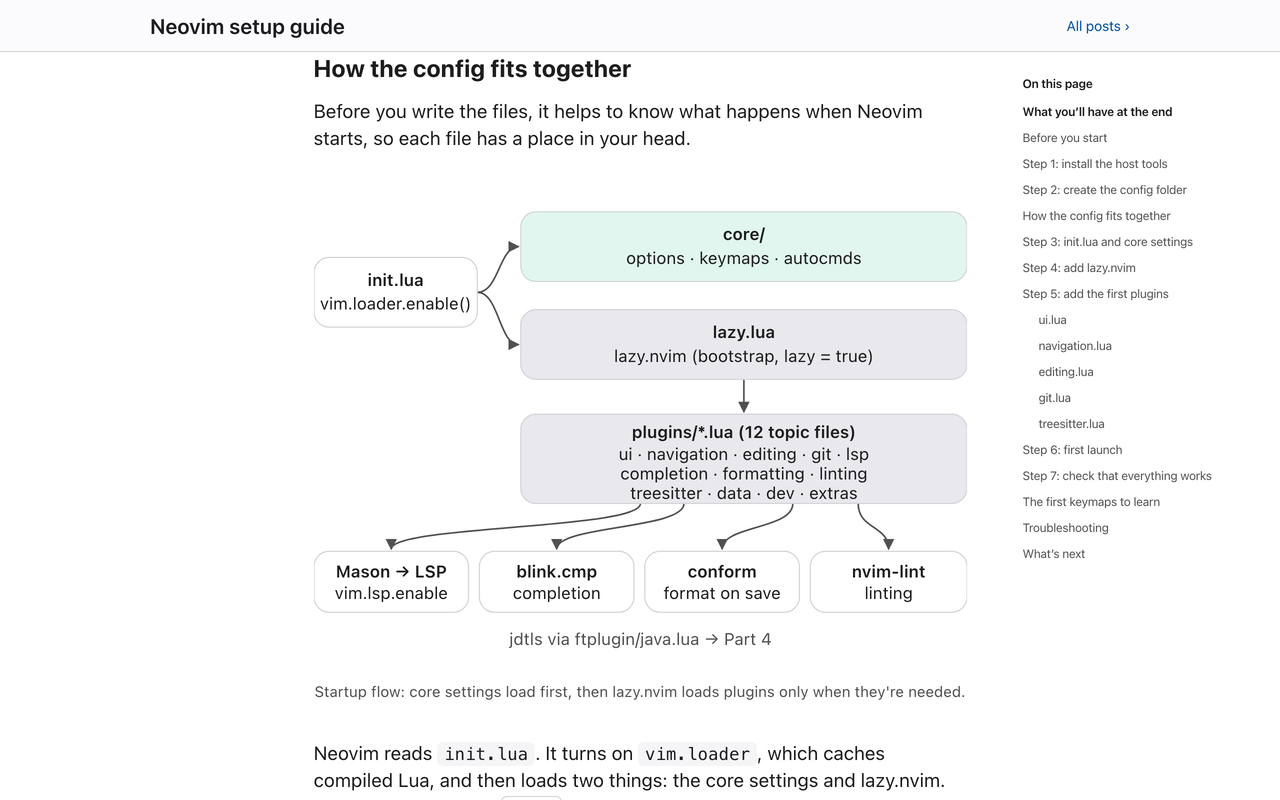 Neovim setup guide
All posts ›
How the config fits together
Before you write the files, it helps to know what happens when Neovim
starts, so each file has a place in your head.
core/
options · keymaps · autocmds
init.lua
vim.loader.enable()
lazy.lua
lazy.nvim (bootstrap, lazy = true)
plugins/*.lua (12 topic files)
ui · navigation · editing · git · lsp
completion · formatting · linting
treesitter · data · dev · extras
Mason → LSP
vim.lsp.enable
blink.cmp
completion
conform
format on save
nvim-lint
linting
jdtls via ftplugin/java.lua → Part 4
Startup flow: core settings load first, then lazy.nvim loads plugins only when they're needed.
Neovim reads init.lua. It turns on vim.loader, which caches
compiled Lua, and then loads two things: the core settings and lazy.nvim.
On this page
What you’ll have at the end
Before you start
Step 1: install the host tools
Step 2: create the config folder
How the config fits together
Step 3: init.lua and core settings
Step 4: add lazy.nvim
Step 5: add the first plugins
ui.lua
navigation.lua
editing.lua
git.lua
treesitter.lua
Step 6: first launch
Step 7: check that everything works
The first keymaps to learn
Troubleshooting
What’s next